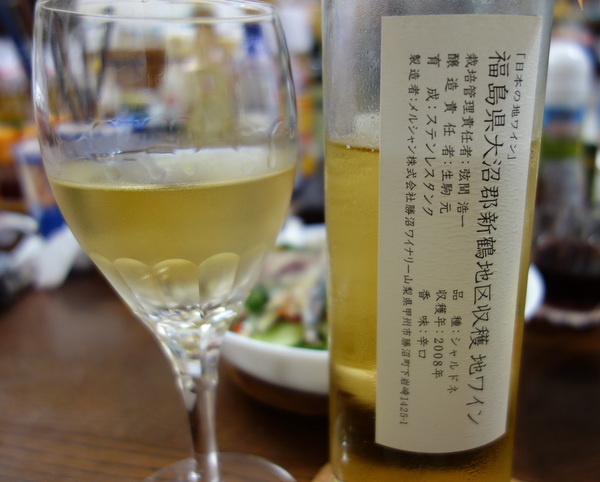 「日本の地ワイン」
福島県大沼郡新鶴地区収穫 地ワイン
栽培管理責任者:弦間 浩一
醸造責任者:生駒 元
育成:ステンレスタンク
品種:シャルドネ
収穫年:2008年
香味:辛口
製造者:メルシャン株式会社勝沼ワイナリー山梨県甲州市勝沼町下岩崎1425-1